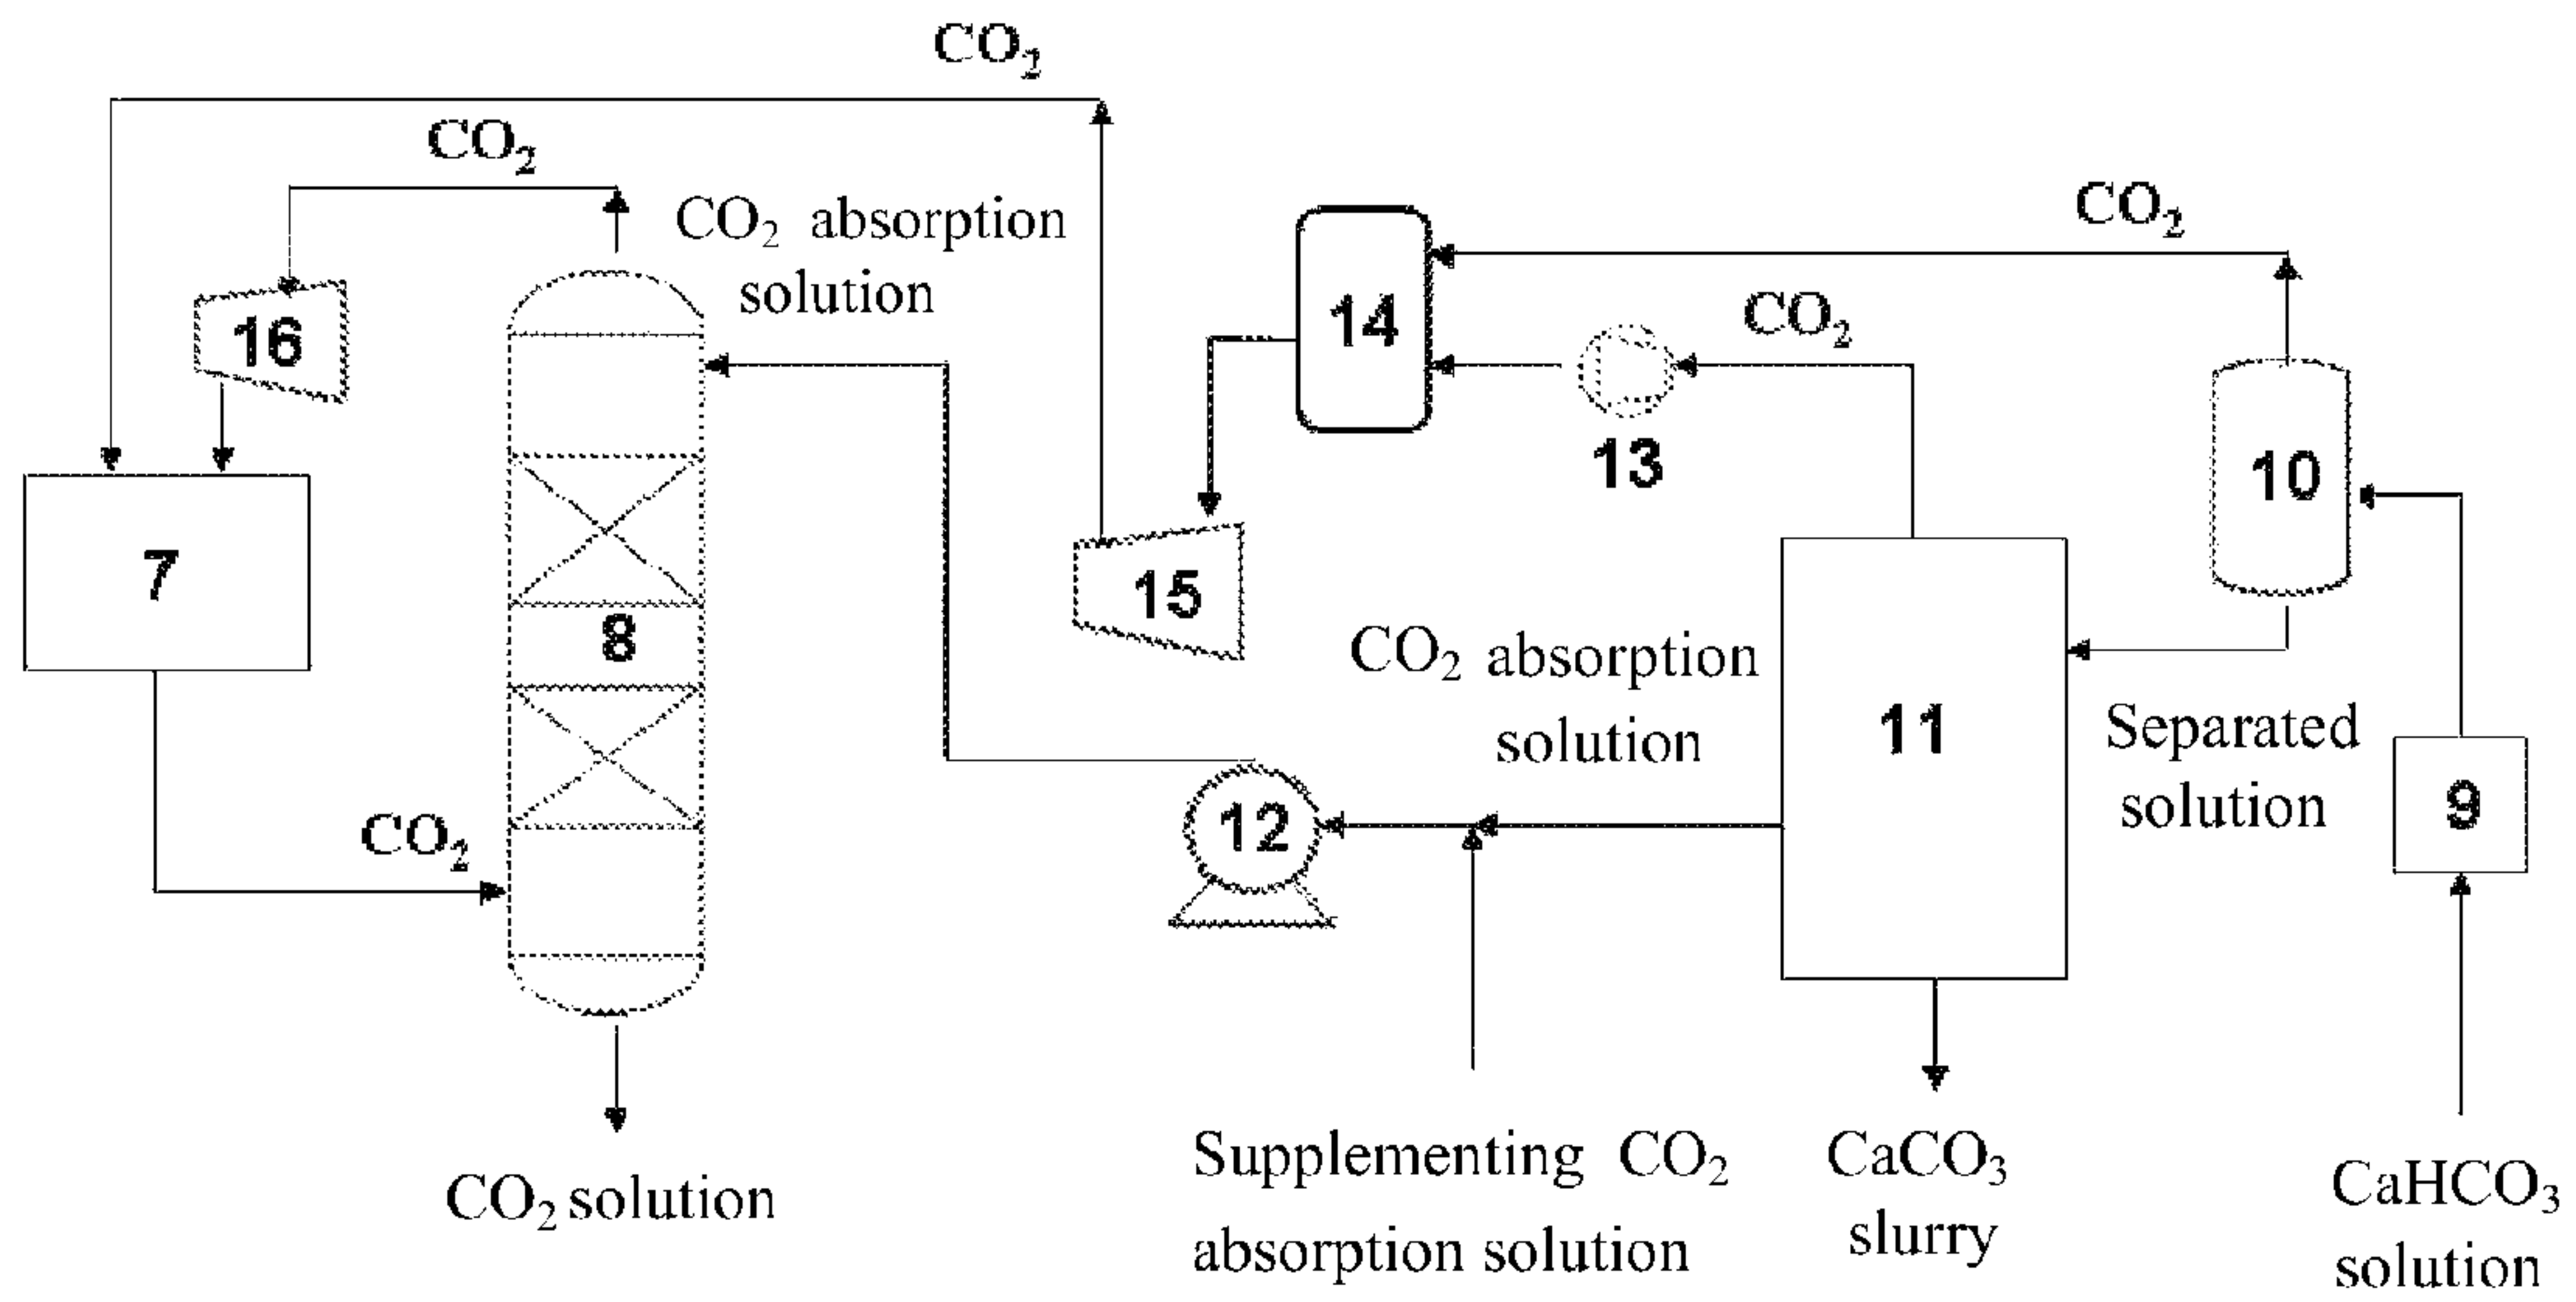 CO₂
CO₂
CO₂ absorption
solution
CO₂
CO₂
16
14
13
10
7
15
8
CO₂ absorption
solution
11
Separated
solution
12
9
CO₂
Supplementing CO₂
absorption solution
CaCO₃
slurry
CO₂ solution
CaHCO₃
solution